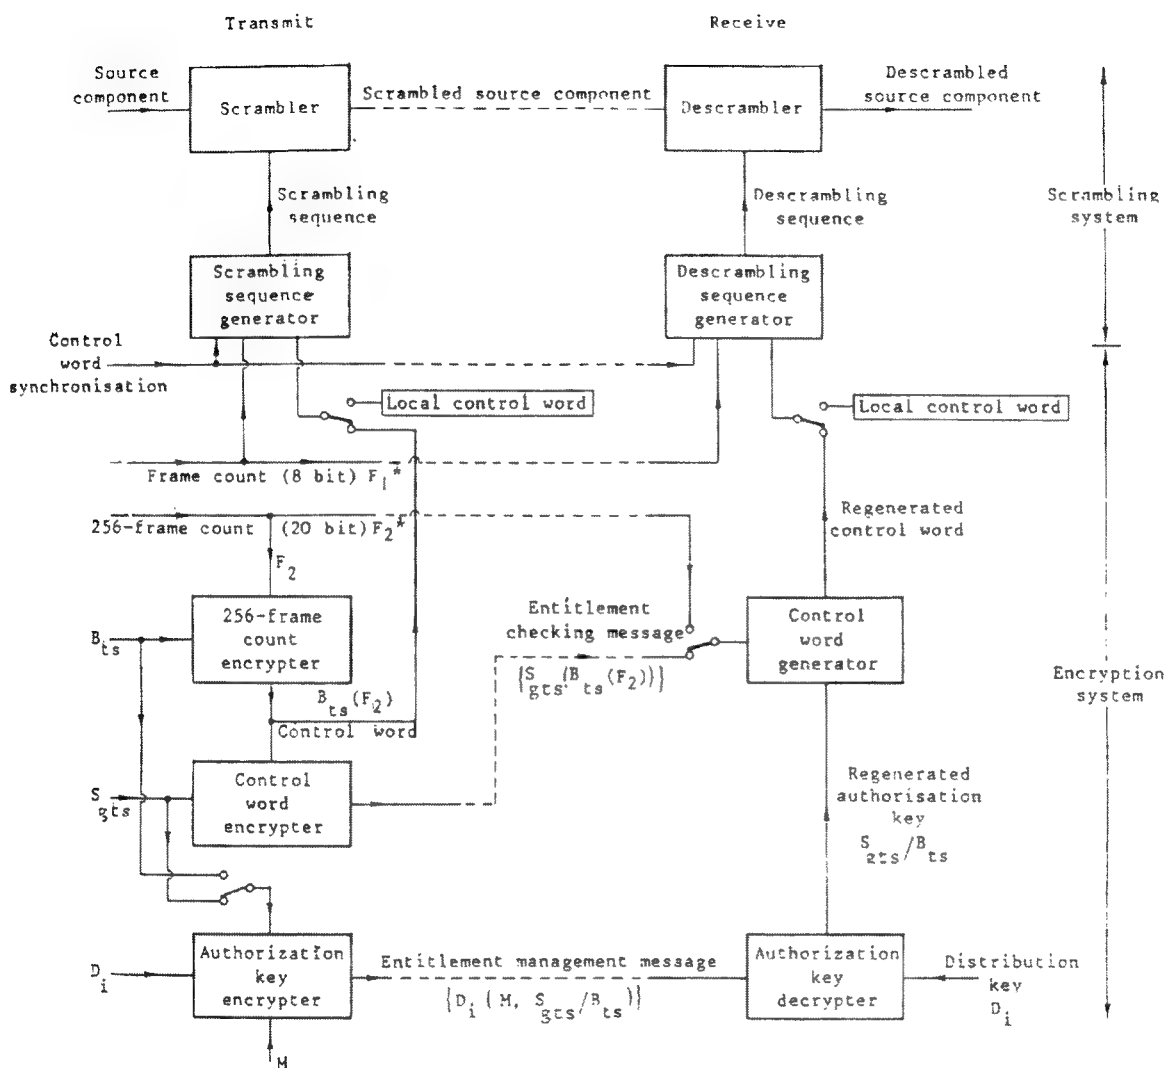 Transmit
Receive
Source
component
Scrambler
Scrambled source component
Descrambler
Descrambled
source component
Scrambling
sequence
Descrambling
sequence
Scrambling
system
Scrambling
sequence
generator
Descrambling
sequence
generator
Control
word
synchronisation
Local control word
Local control word
Frame count (8 bit) F1*
256-frame count (20 bit) F2*
F2
Regenerated
control word
Bts
256-frame
count
encrypter
Entitlement
checking message
{Sgts(Bts(F2))}
Control
word
generator
Encryption
system
Bts(F2)
Control word
Sgts
Control
word
encrypter
Regenerated
authorisation
key
Sgts/Bts
Di
Authorization
key
encrypter
Entitlement management message
{Di(M, Sgts/Bts)}
Authorization
key
decrypter
Distribution
key
Di
M